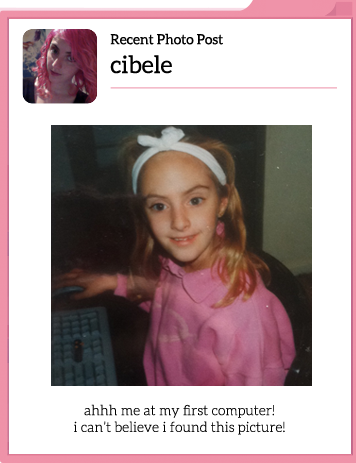 Recent Photo Post
cibele
ahhh me at my first computer!
i can't believe i found this picture!